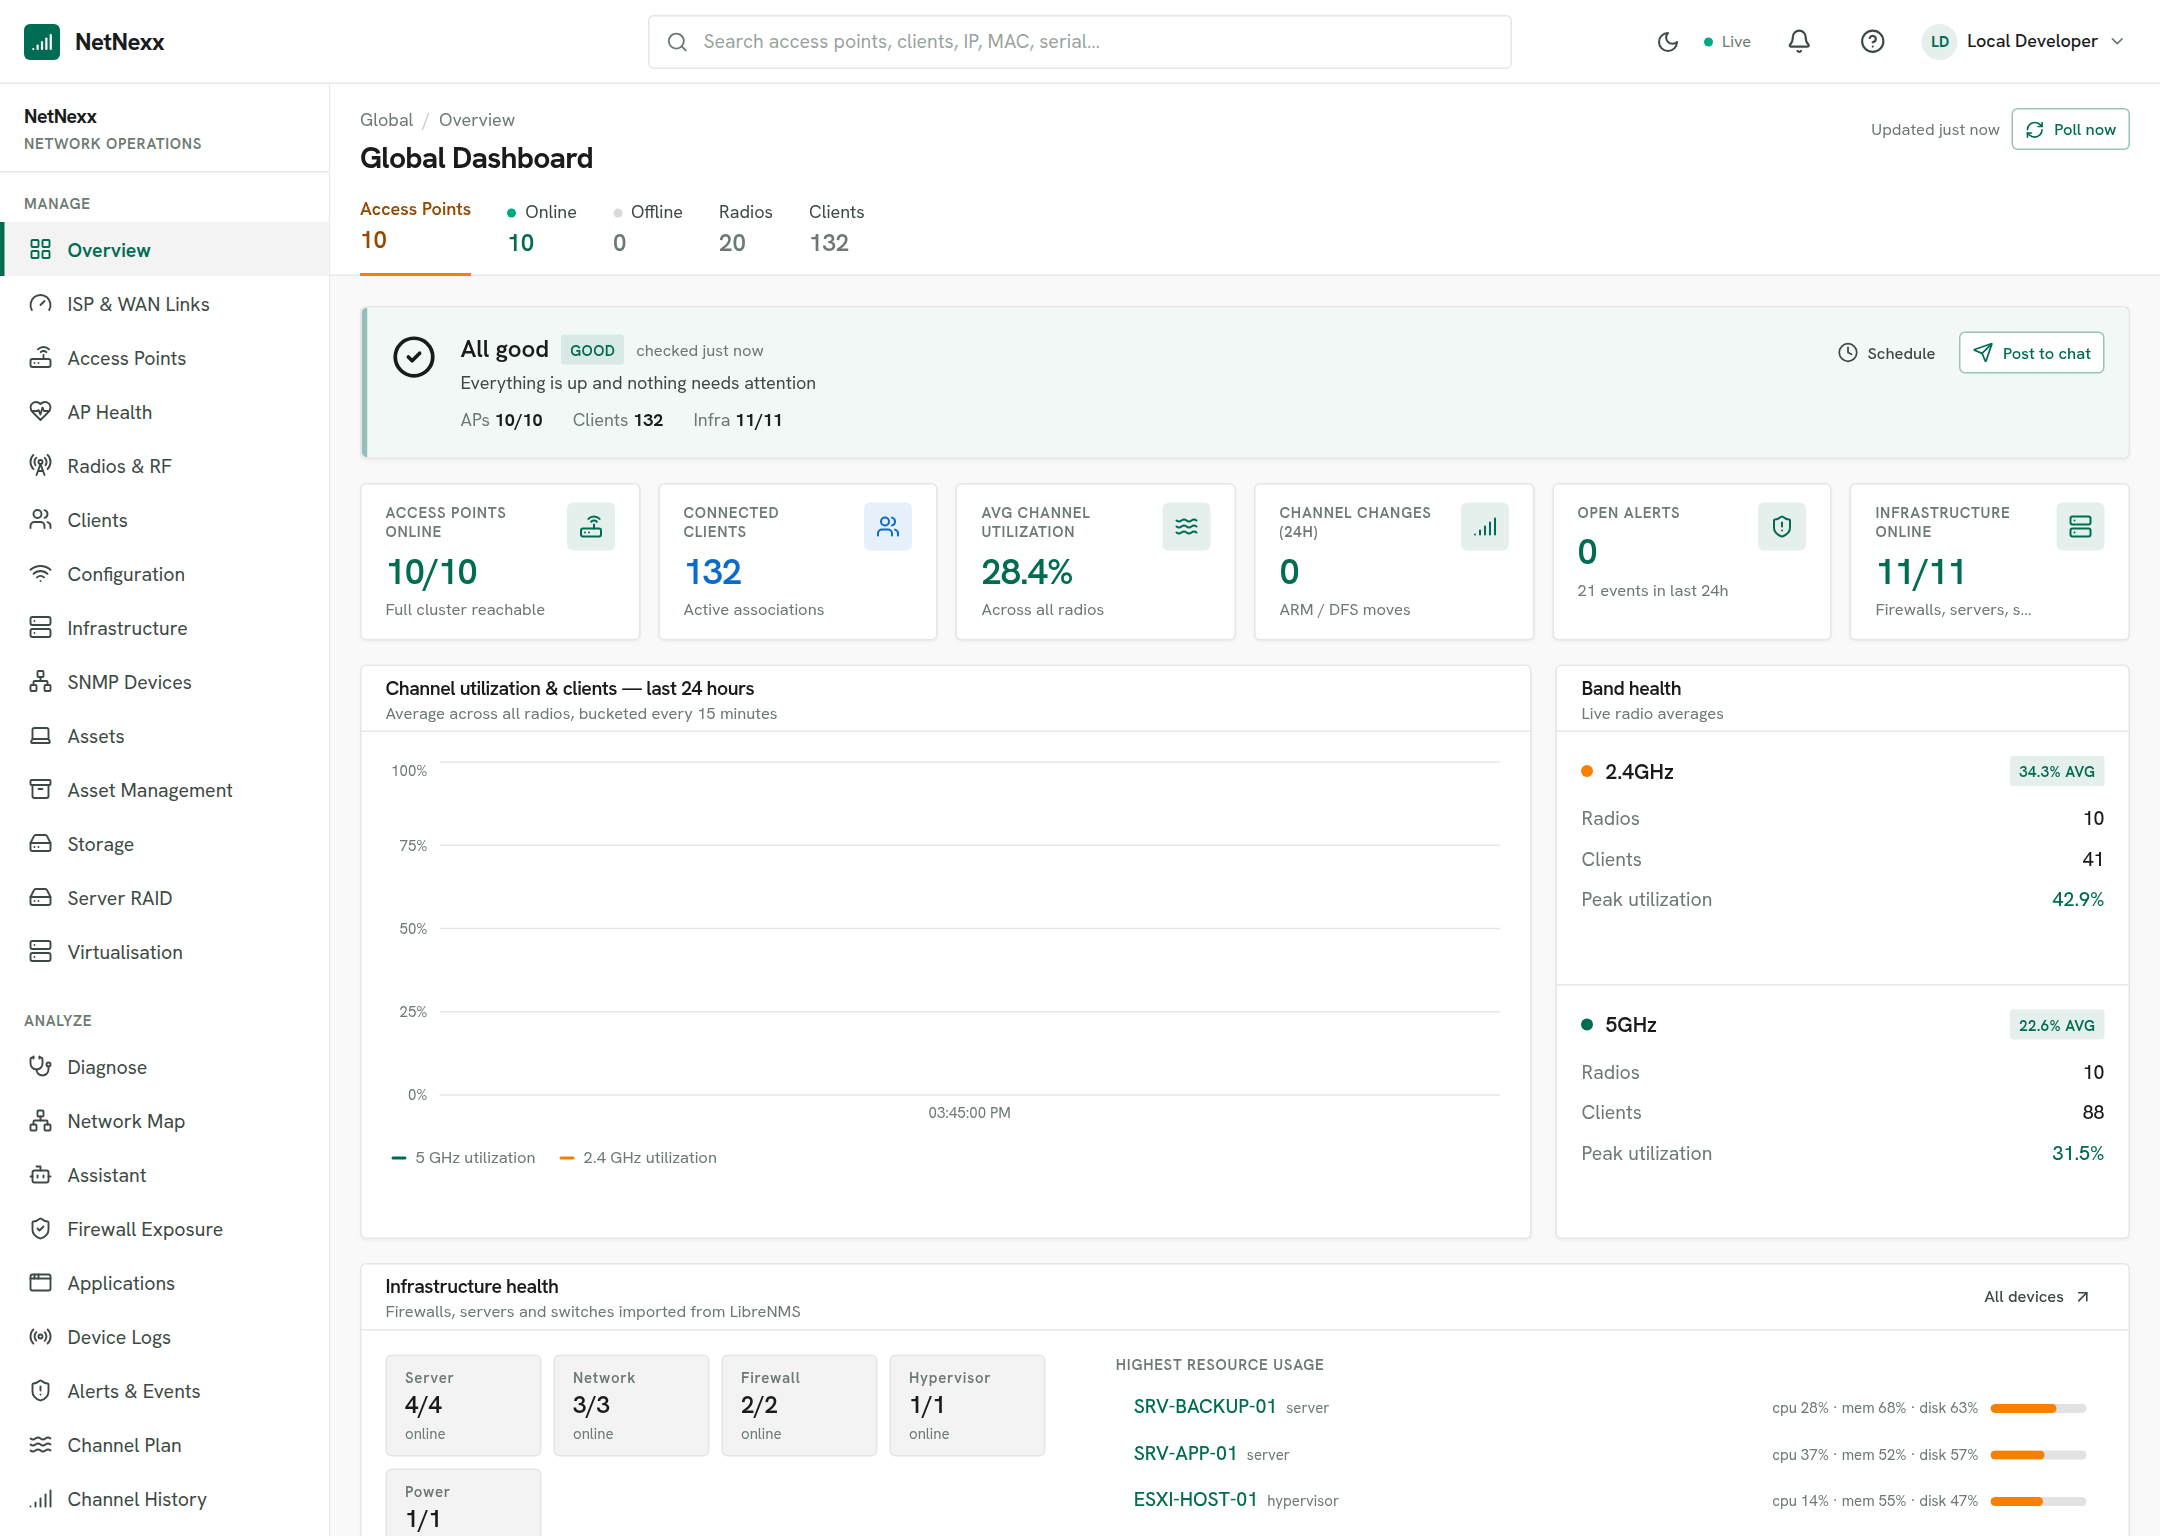 NetNexx
Search access points, clients, IP, MAC, serial...
Live
LD
Local Developer
NetNexx
NETWORK OPERATIONS
MANAGE
Overview
ISP & WAN Links
Access Points
AP Health
Radios & RF
Clients
Configuration
Infrastructure
SNMP Devices
Assets
Asset Management
Storage
Server RAID
Virtualisation
ANALYZE
Diagnose
Network Map
Assistant
Firewall Exposure
Applications
Device Logs
Alerts & Events
Channel Plan
Channel History
Global / Overview
Global Dashboard
Updated just now
Poll now
Access Points
10
Online
10
Offline
0
Radios
20
Clients
132
All good GOOD checked just now
Everything is up and nothing needs attention
APs 10/10 Clients 132 Infra 11/11
Schedule
Post to chat
ACCESS POINTS
ONLINE
10/10
Full cluster reachable
CONNECTED
CLIENTS
132
Active associations
AVG CHANNEL
UTILIZATION
28.4%
Across all radios
CHANNEL CHANGES
(24H)
0
ARM / DFS moves
OPEN ALERTS
0
21 events in last 24h
INFRASTRUCTURE
ONLINE
11/11
Firewalls, servers, s...
Channel utilization & clients — last 24 hours
Average across all radios, bucketed every 15 minutes
100%
75%
50%
25%
0%
03:45:00 PM
5 GHz utilization
2.4 GHz utilization
Band health
Live radio averages
2.4GHz
34.3% AVG
Radios 10
Clients 41
Peak utilization 42.9%
5GHz
22.6% AVG
Radios 10
Clients 88
Peak utilization 31.5%
Infrastructure health
Firewalls, servers and switches imported from LibreNMS
All devices
Server
4/4
online
Network
3/3
online
Firewall
2/2
online
Hypervisor
1/1
online
Power
1/1
HIGHEST RESOURCE USAGE
SRV-BACKUP-01 server cpu 28% · mem 68% · disk 63%
SRV-APP-01 server cpu 37% · mem 52% · disk 57%
ESXI-HOST-01 hypervisor cpu 14% · mem 55% · disk 47%